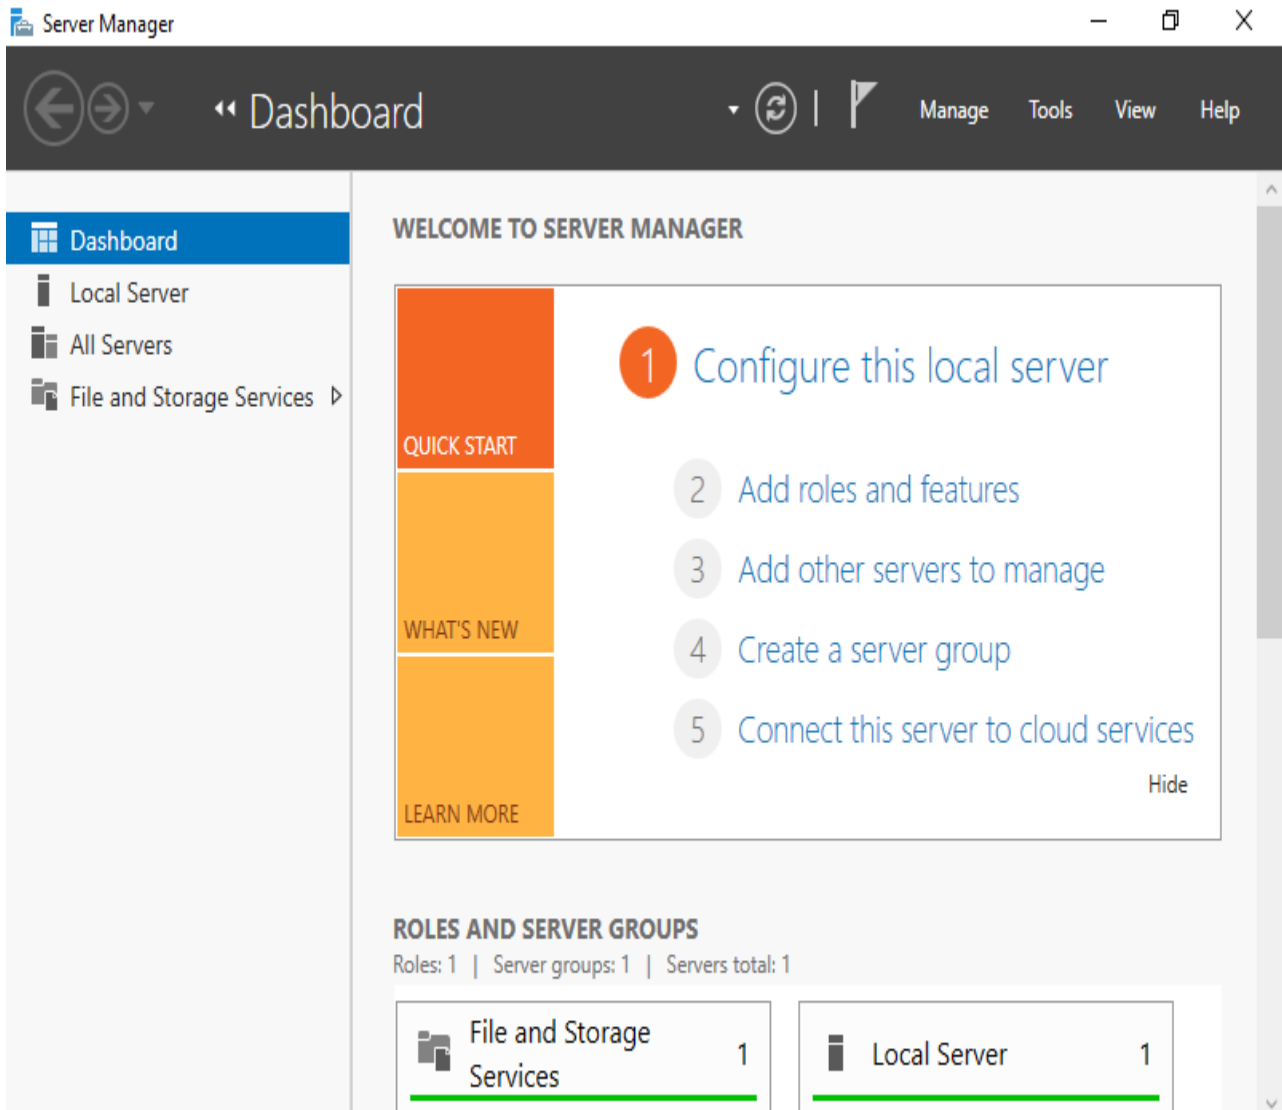 Server Manager
Dashboard
Manage Tools View Help
Dashboard
Local Server
All Servers
File and Storage Services
WELCOME TO SERVER MANAGER
QUICK START
WHAT'S NEW
LEARN MORE
1 Configure this local server
2 Add roles and features
3 Add other servers to manage
4 Create a server group
5 Connect this server to cloud services
Hide
ROLES AND SERVER GROUPS
Roles: 1 | Server groups: 1 | Servers total: 1
File and Storage
Services 1
Local Server 1